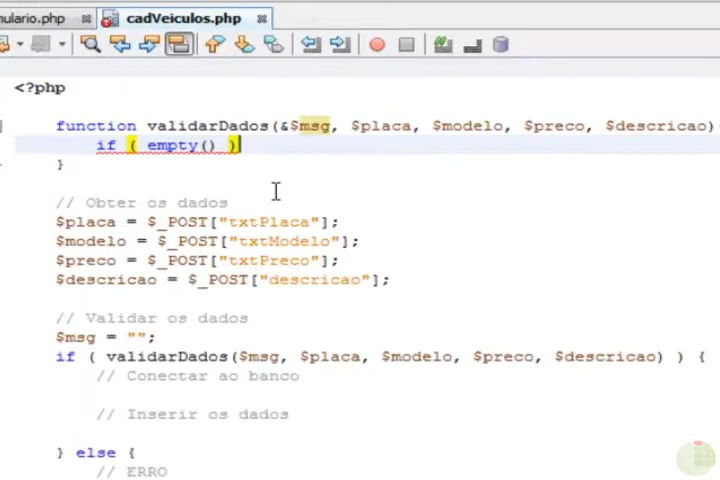 nulario.php cadVeiculos.php
<?php
function validarDados(&$msg, $placa, $modelo, $preco, $descricao)
if ( empty() )
}
// Obter os dados
$placa = $_POST["txtPlaca"];
$modelo = $_POST["txtModelo"];
$preco = $_POST["txtPreco"];
$descricao = $_POST["descricao"];
// Validar os dados
$msg = "";
if ( validarDados($msg, $placa, $modelo, $preco, $descricao) ) {
// Conectar ao banco
// Inserir os dados
} else {
// ERRO